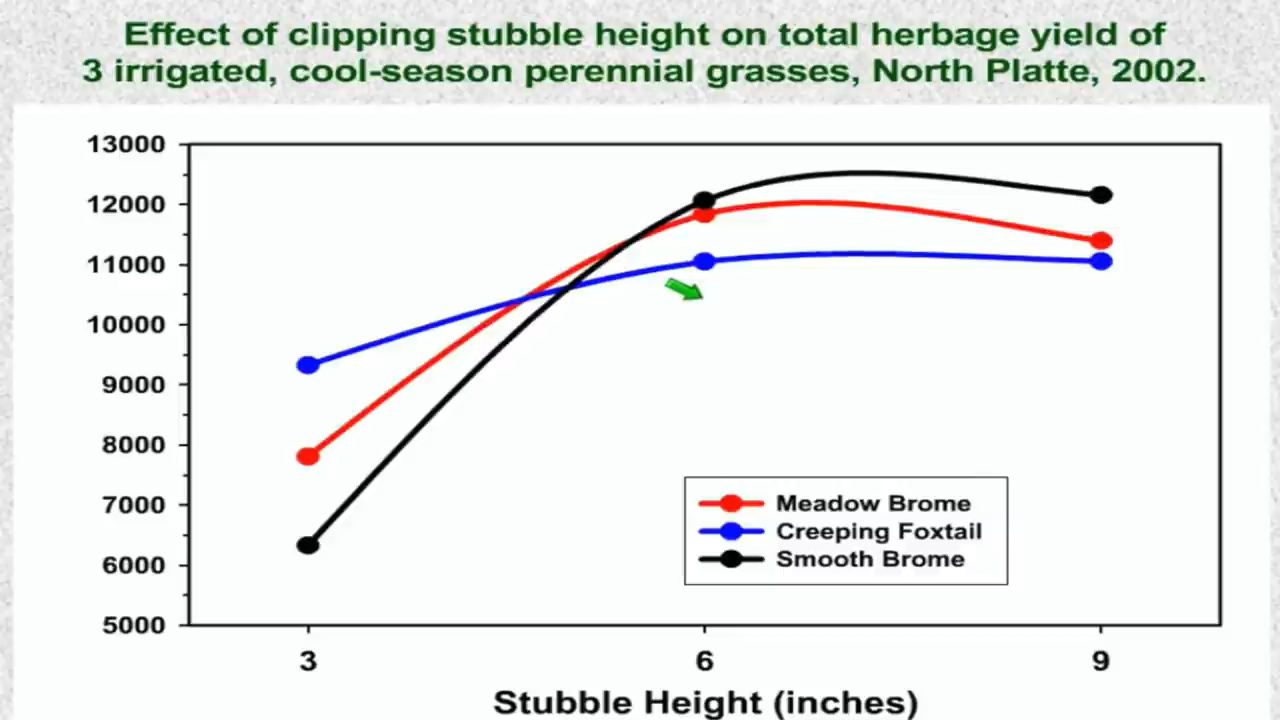 Effect of clipping stubble height on total herbage yield of
3 irrigated, cool-season perennial grasses, North Platte, 2002.
13000
12000
11000
10000
9000
8000
7000
6000
5000
Meadow Brome
Creeping Foxtail
Smooth Brome
3 6 9
Stubble Height (inches)